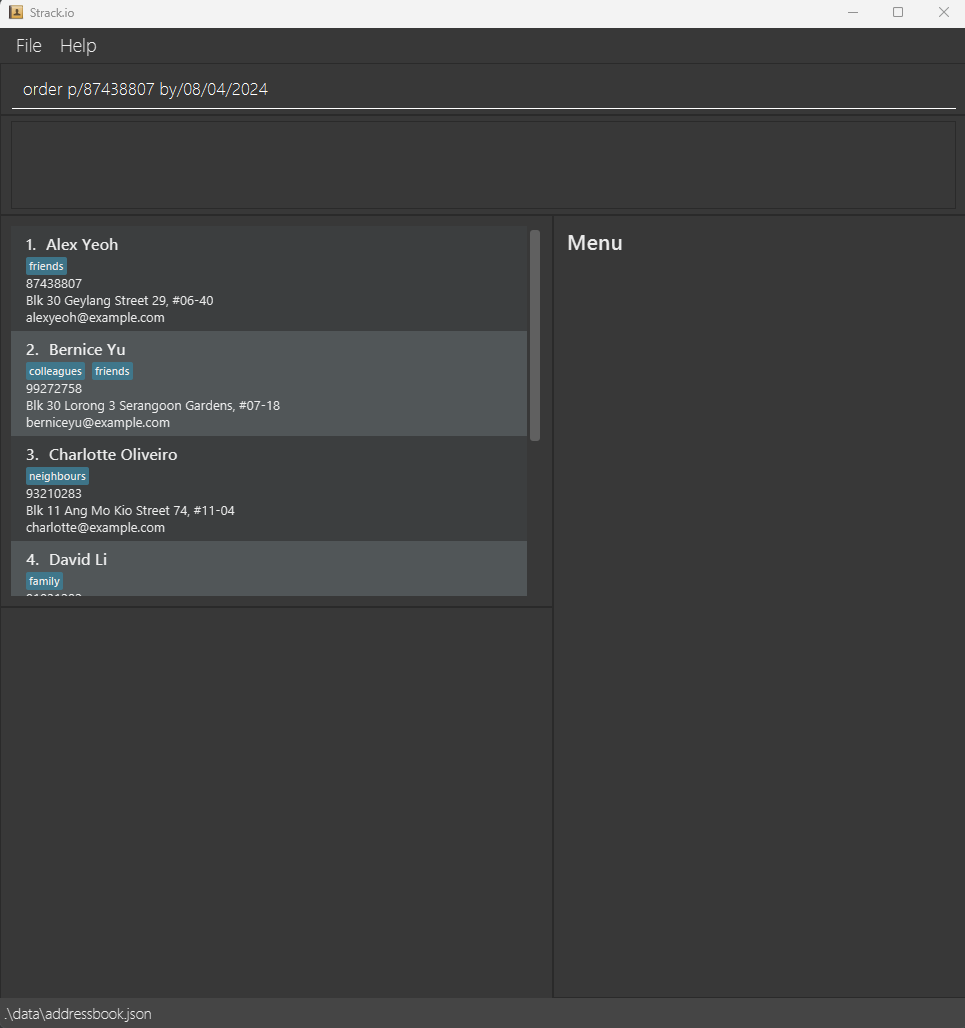 Strack.io
File Help
order p/87438807 by/08/04/2024
1. Alex Yeoh
friends
87438807
Blk 30 Geylang Street 29, #06-40
alexyeoh@example.com
2. Bernice Yu
colleagues friends
99272758
Blk 30 Lorong 3 Serangoon Gardens, #07-18
berniceyu@example.com
3. Charlotte Oliveiro
neighbours
93210283
Blk 11 Ang Mo Kio Street 74, #11-04
charlotte@example.com
4. David Li
family
Menu
.\data\addressbook.json